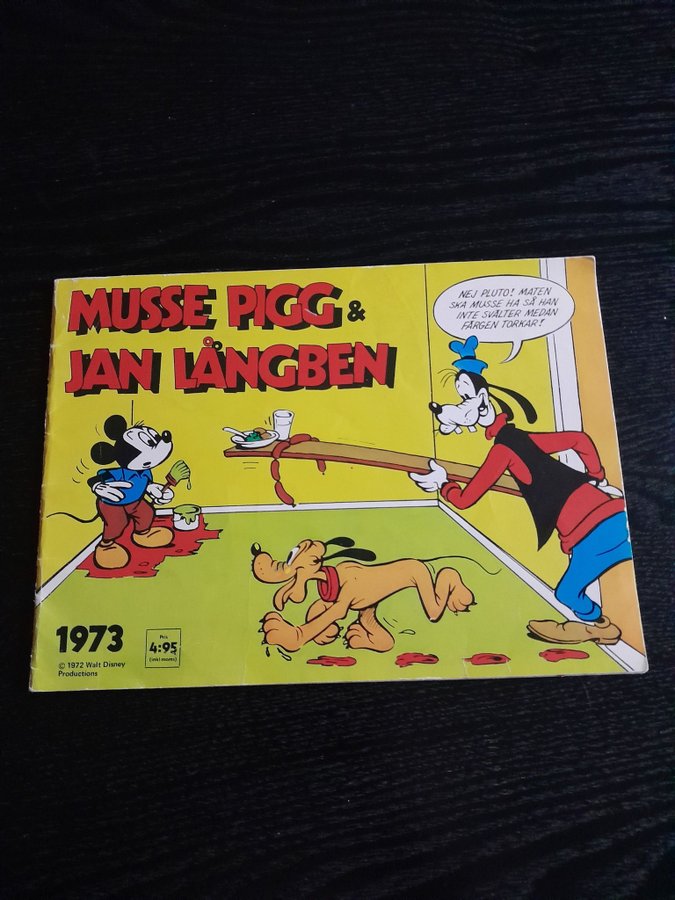 MUSSE PIGG &
JAN LÅNGBEN
NEJ PLUTO! MATEN
SKA MUSSE HA SÅ HAN
INTE SVÄLTER MEDAN
FÄRGEN TORKAR!
1973
© 1972 Walt Disney
Productions
Pris
4:95
(inkl moms)